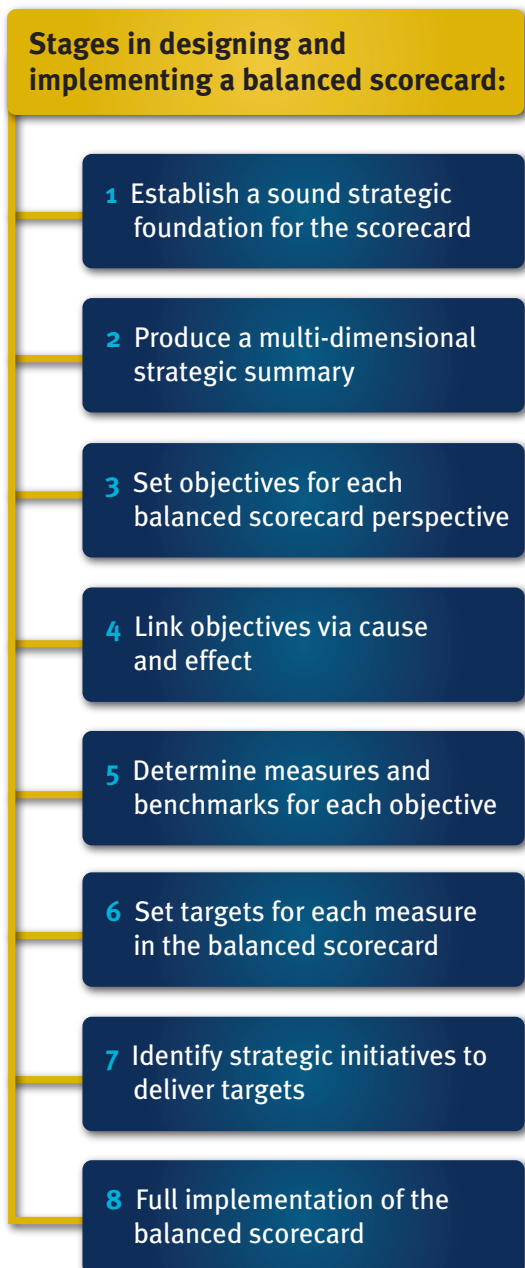 Stages in designing and
implementing a balanced scorecard:
1 Establish a sound strategic
foundation for the scorecard
2 Produce a multi-dimensional
strategic summary
3 Set objectives for each
balanced scorecard perspective
4 Link objectives via cause
and effect
5 Determine measures and
benchmarks for each objective
6 Set targets for each measure
in the balanced scorecard
7 Identify strategic initiatives to
deliver targets
8 Full implementation of the
balanced scorecard